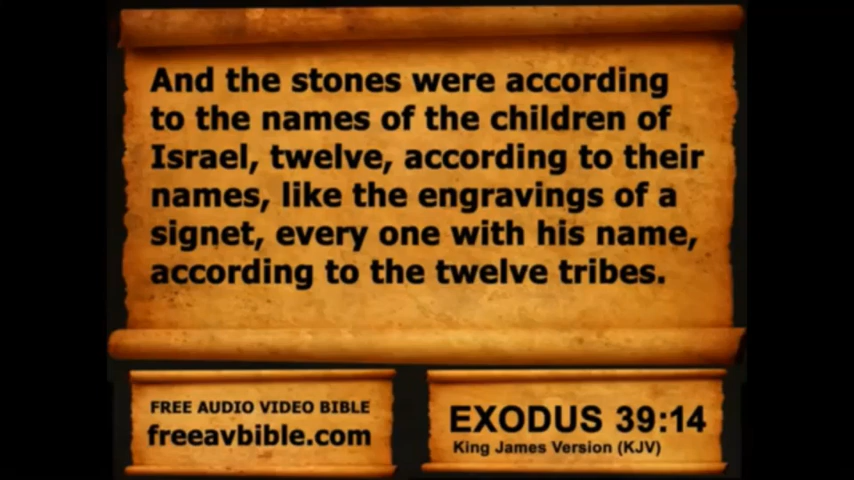 And the stones were according
to the names of the children of
Israel, twelve, according to their
names, like the engravings of a
signet, every one with his name,
according to the twelve tribes.
FREE AUDIO VIDEO BIBLE
freeavbible.com
EXODUS 39:14
King James Version (KJV)